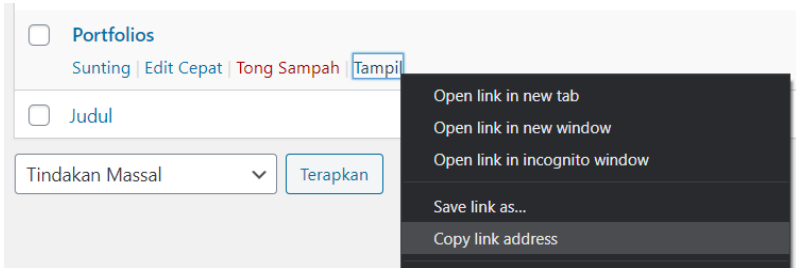 Portfolios
Sunting | Edit Cepat | Tong Sampah | Tampil
Judul
Tindakan Massal
Terapkan
Open link in new tab
Open link in new window
Open link in incognito window
Save link as...
Copy link address